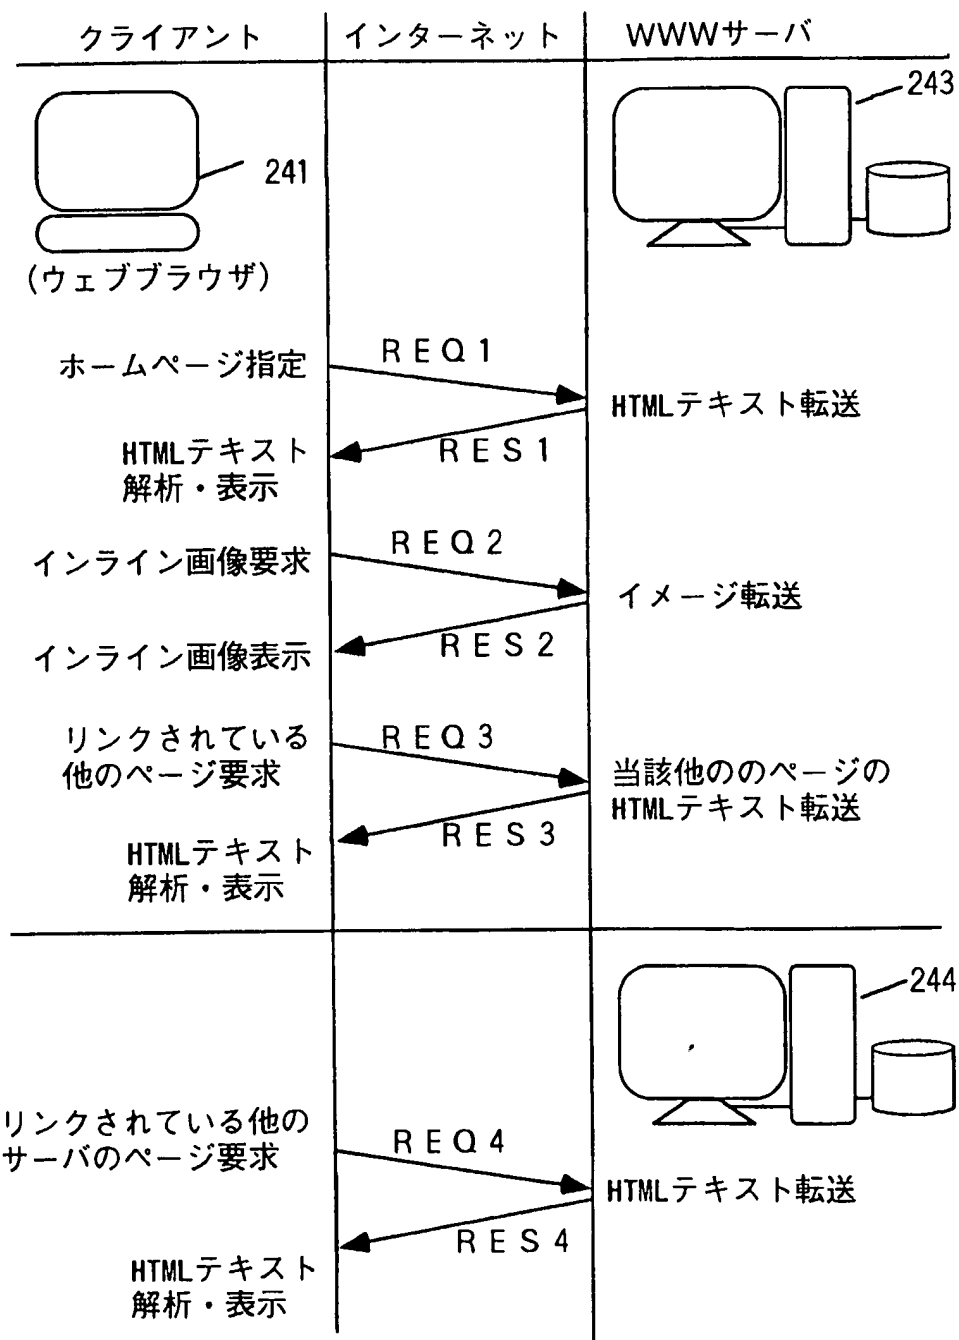 クライアント
インターネット
WWWサーバ
243
241
(ウェブブラウザ)
ホームページ指定
REQ1
HTMLテキスト転送
RES1
HTMLテキスト
解析・表示
インライン画像要求
REQ2
イメージ転送
RES2
インライン画像表示
リンクされている
他のページ要求
REQ3
当該他ののページの
HTMLテキスト転送
RES3
HTMLテキスト
解析・表示
244
リンクされている他の
サーバのページ要求
REQ4
HTMLテキスト転送
RES4
HTMLテキスト
解析・表示